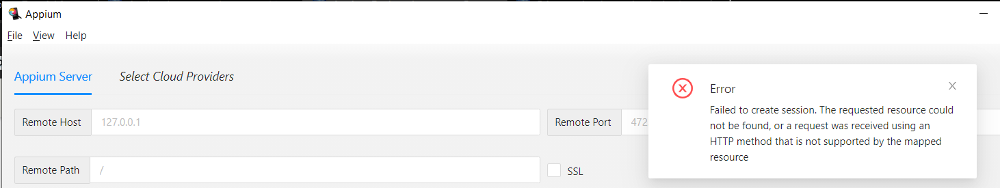 Appium
File View Help
Appium Server Select Cloud Providers
Error
Failed to create session. The requested resource could
not be found, or a request was received using an
HTTP method that is not supported by the mapped
resource
Remote Host 127.0.0.1 Remote Port 472
Remote Path / SSL